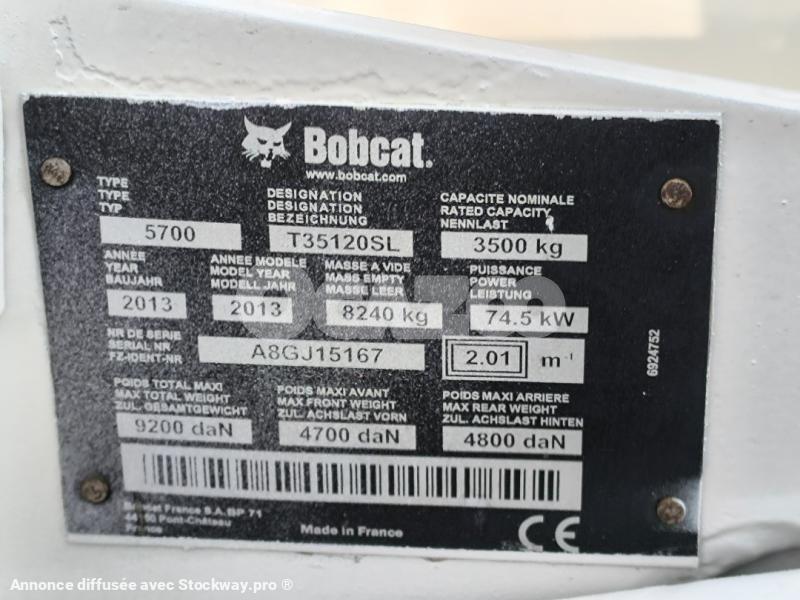 Bobcat.
www.bobcat.com
TYPE
TYPE
TYP
5700
DESIGNATION
DESIGNATION
BEZEICHNUNG
T35120SL
CAPACITE NOMINALE
RATED CAPACITY
NENNLAST
3500 kg
ANNÉE
YEAR
BAUJAHR
2013
ANNÉE MODELE
MODEL YEAR
MODELL JAHR
2013
MASSE A VIDE
MASS EMPTY
MASSE LEER
8240 kg
PUISSANCE
POWER
LEISTUNG
74.5 kW
NR DE SERIE
SERIAL NR
FZ-IDENT-NR
A8GJ15167
2.01 m-1
6924752
POIDS TOTAL MAXI
MAX TOTAL WEIGHT
ZUL. GESAMTGEWICHT
9200 daN
POIDS MAXI AVANT
MAX FRONT WEIGHT
ZUL. ACHSLAST VORN
4700 daN
POIDS MAXI ARRIERE
MAX REAR WEIGHT
ZUL. ACHSLAST HINTEN
4800 daN
Bobcat France S.A. BP 71
Pont-Château
France
Made in France
CE
Annonce diffusée avec Stockway.pro ®